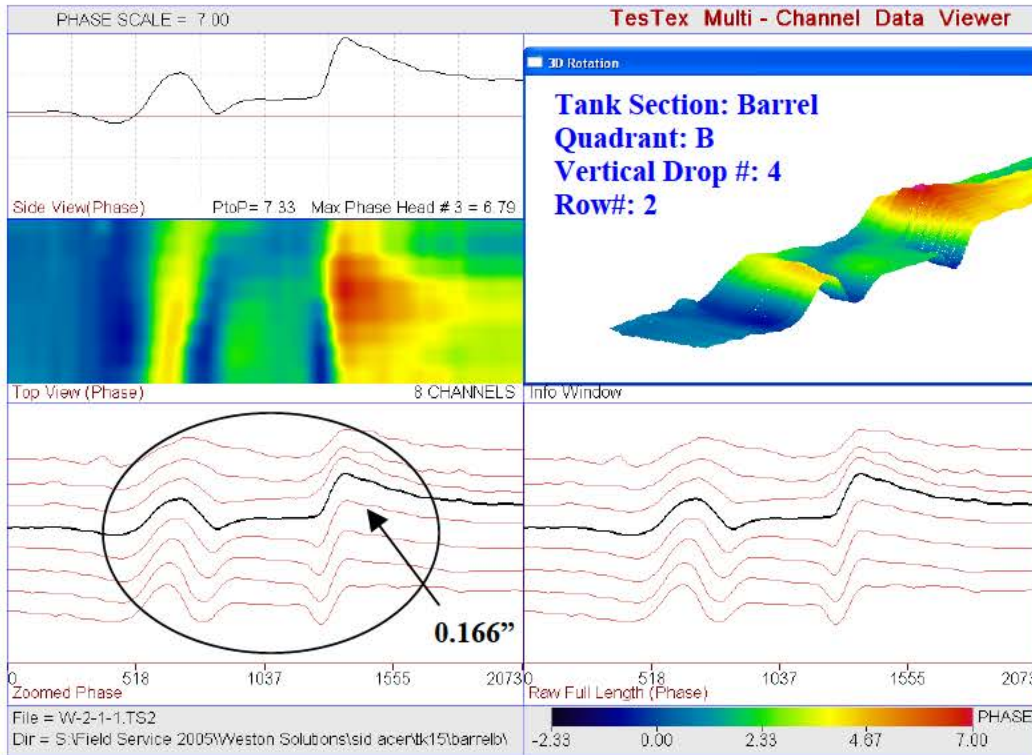 PHASE SCALE = 7.00
TesTex Multi - Channel Data Viewer
3D Rotation
Tank Section: Barrel
Quadrant: B
Vertical Drop #: 4
Row#: 2
Side View(Phase) PtoP= 7.33 Max Phase Head # 3 = 6.79
Top View (Phase) 8 CHANNELS
Info Window
0.166”
0 518 1037 1555 2073
Zoomed Phase
0 518 1037 1555 2073
Raw Full Length (Phase)
File = W-2-1-1.TS2
Dir = S:\Field Service 2005\Weston Solutions\sid acer\tk15\barrelb\
PHASE
-2.33 0.00 2.33 4.67 7.00